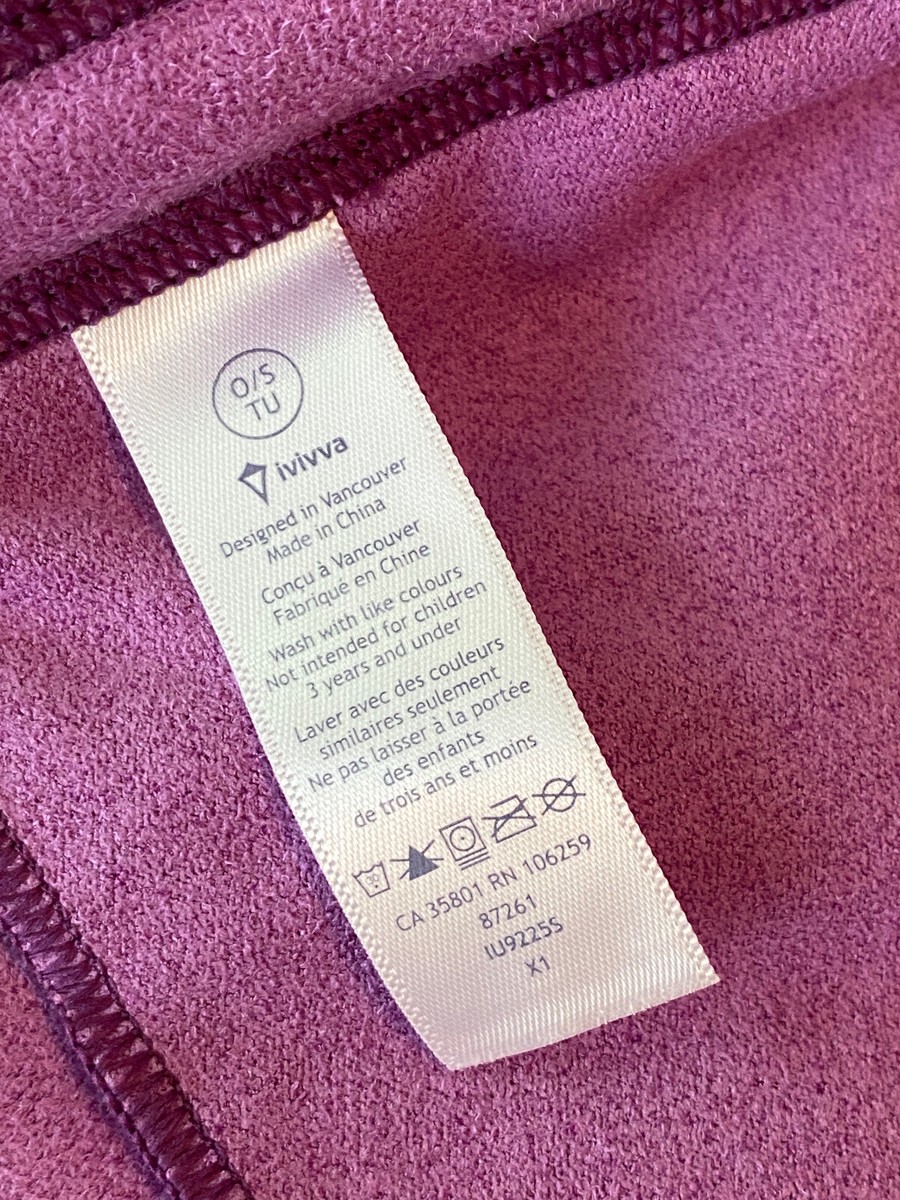 O/S
TU
ivivva
Designed in Vancouver
Made in China
Conçu à Vancouver
Fabriqué en Chine
Wash with like colours
Not intended for children
3 years and under
Laver avec des couleurs
similaires seulement
Ne pas laisser à la portée
des enfants
de trois ans et moins
CA 35801 RN 106259
87261
IU9225S
X1